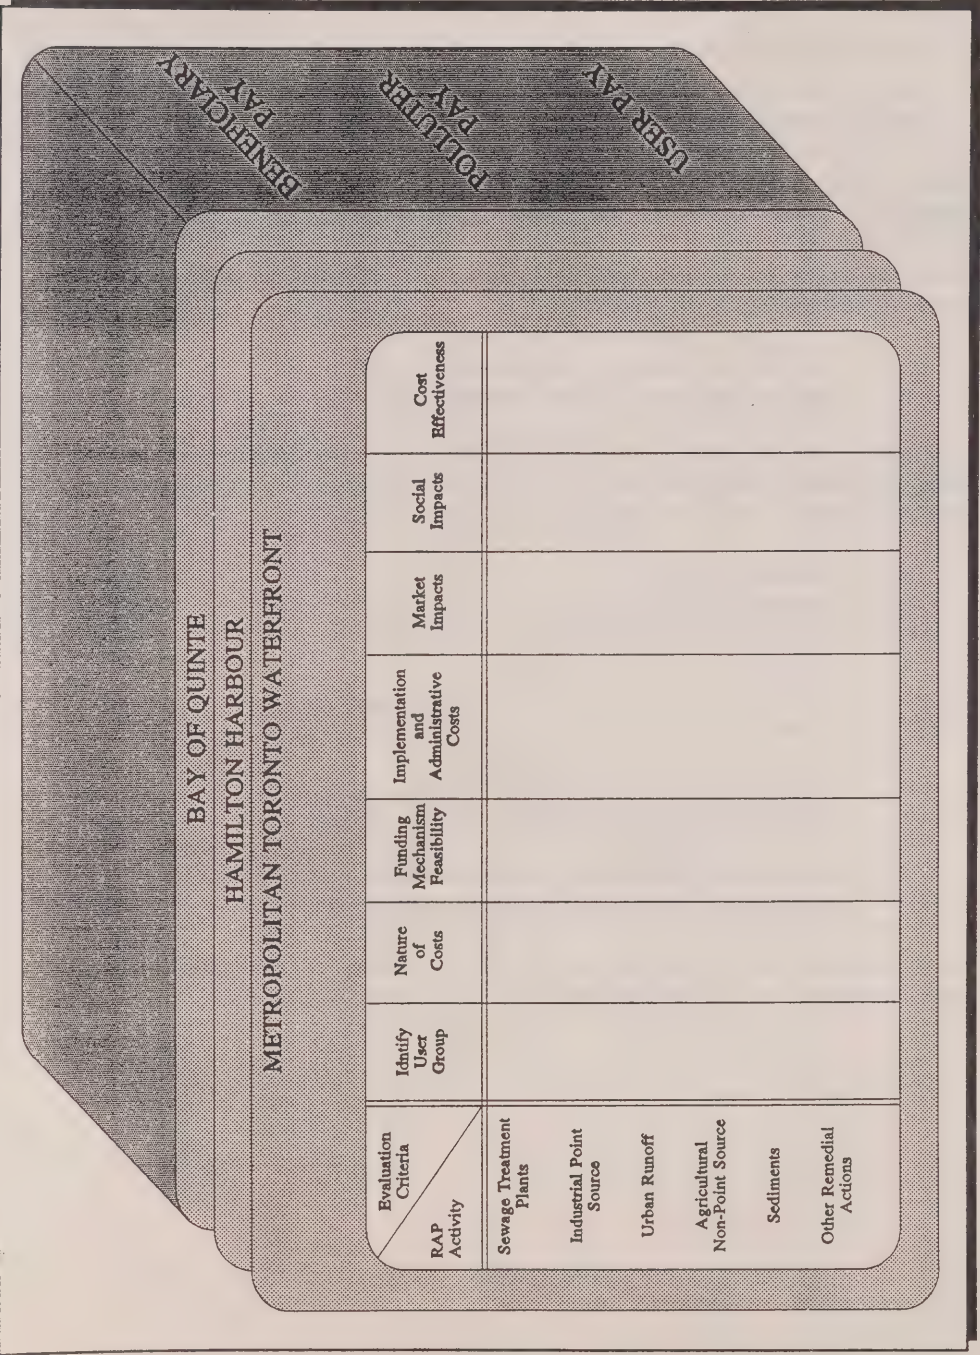 BENEFICIARY
PAY
POLLUTER
PAY
USER PAY
BAY OF QUINTE
HAMILTON HARBOUR
METROPOLITAN TORONTO WATERFRONT
Evaluation
Criteria
RAP
Activity
Idntify
User
Group
Nature
of
Costs
Funding
Mechanism
Feasibility
Implementation
and
Administrative
Costs
Market
Impacts
Social
Impacts
Cost
Effectiveness
Sewage Treatment
Plants
Industrial Point
Source
Urban Runoff
Agricultural
Non-Point Source
Sediments
Other Remedial
Actions